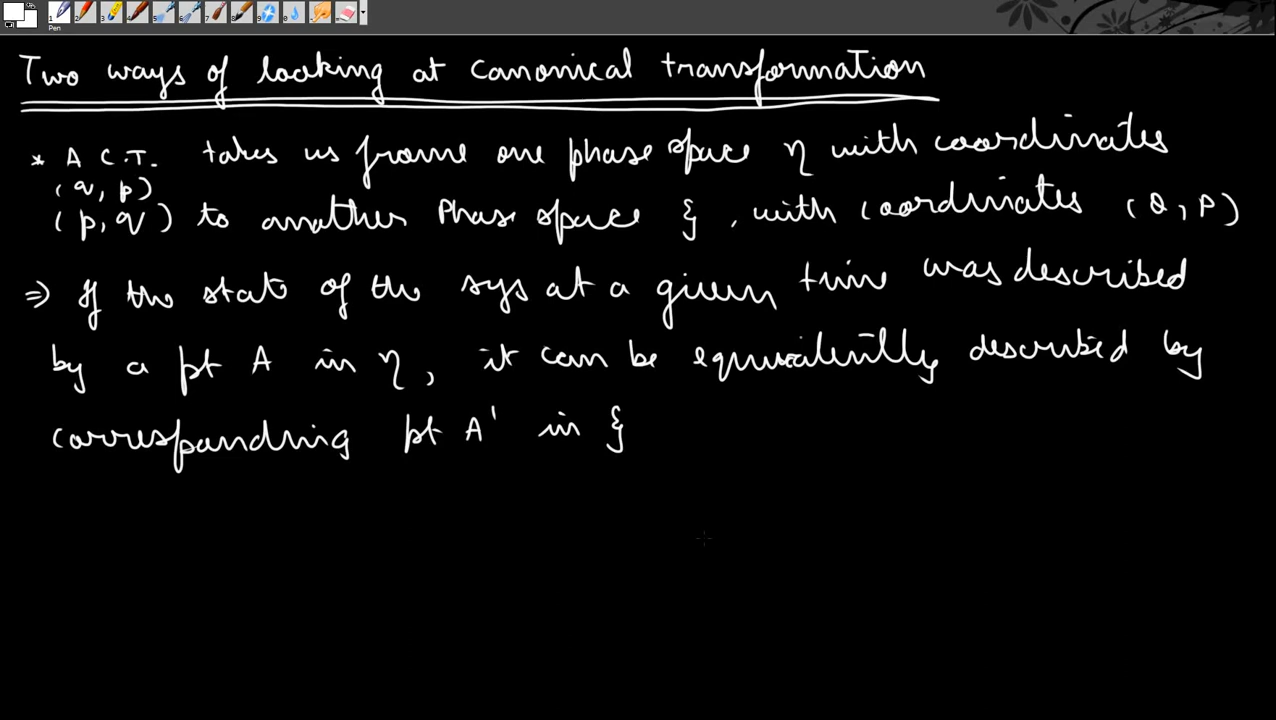 Pen
Two ways of looking at canonical transformation
* A C.T. takes us frome one phase space η with coordinates
(q, p)
(p, q) to another Phase space ξ, with coordinates (Q, P)
⇒ If the state of the sys at a given time was described
by a pt A in η, it can be equivalently described by
corresponding pt A' in ξ